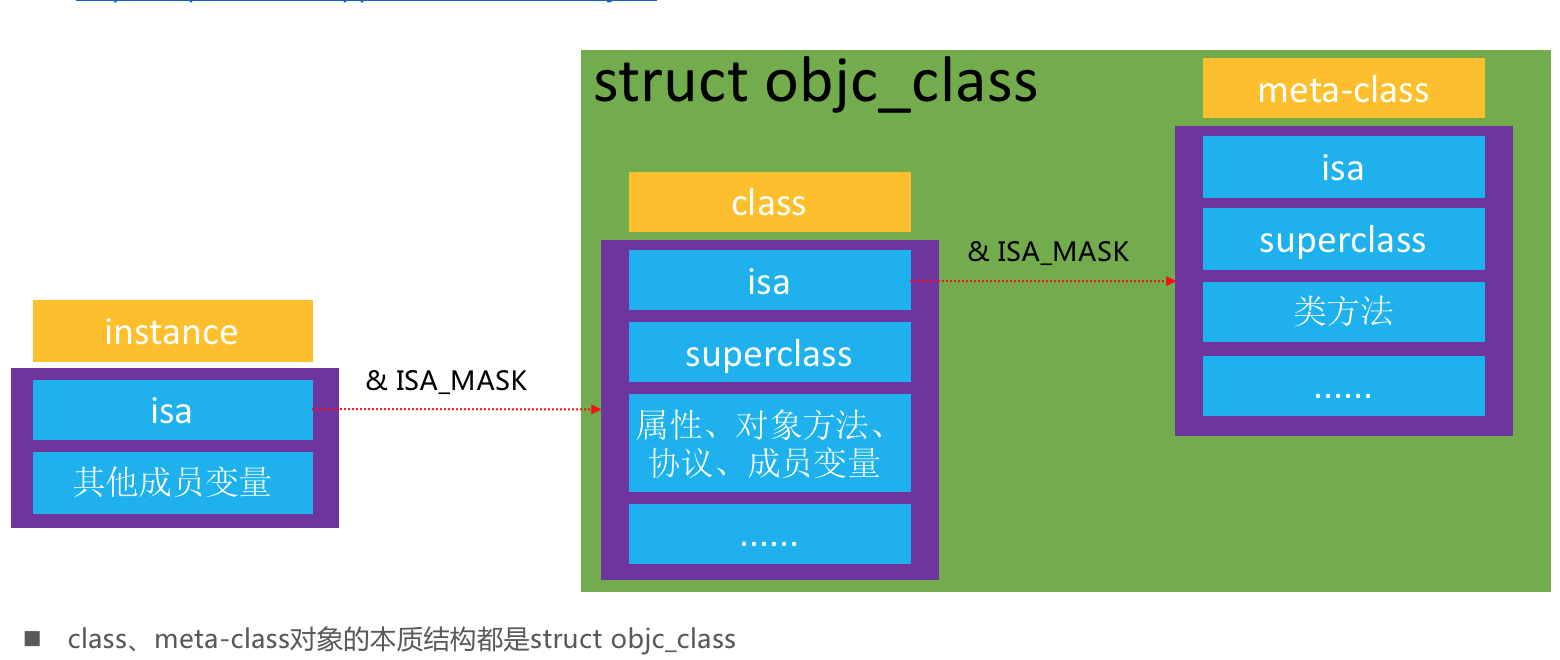 struct objc_class
meta-class
isa
superclass
类方法
......
class
isa
superclass
属性、对象方法、
协议、成员变量
......
& ISA_MASK
instance
isa
其他成员变量
& ISA_MASK
■ class、meta-class对象的本质结构都是struct objc_class